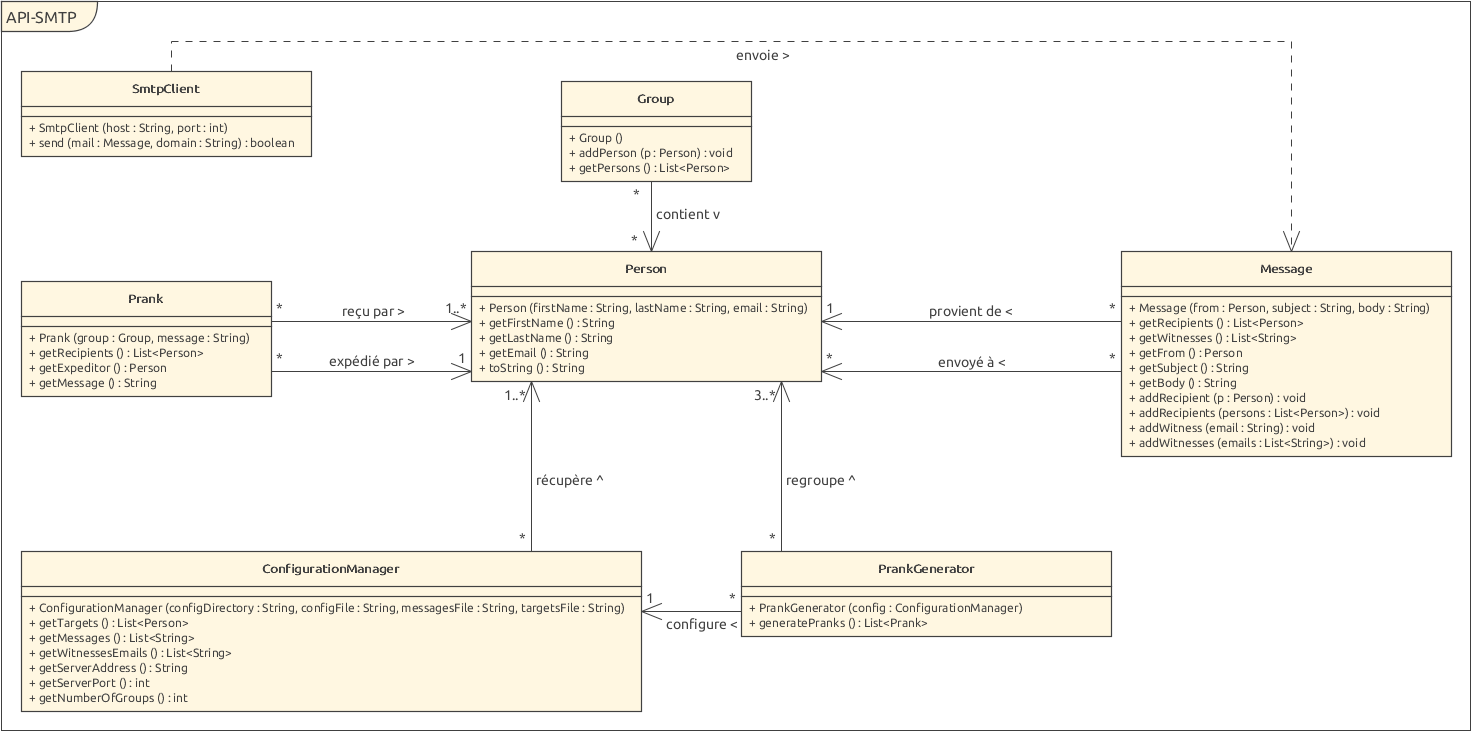 API-SMTP
envoie >
SmtpClient
+ SmtpClient (host : String, port : int)
+ send (mail : Message, domain : String) : boolean
Group
+ Group ()
+ addPerson (p : Person) : void
+ getPersons () : List<Person>
*
contient v
*
Prank
+ Prank (group : Group, message : String)
+ getRecipients () : List<Person>
+ getExpeditor () : Person
+ getMessage () : String
*
reçu par >
1..*
*
expédié par >
1
Person
+ Person (firstName : String, lastName : String, email : String)
+ getFirstName () : String
+ getLastName () : String
+ getEmail () : String
+ toString () : String
1
provient de <
*
*
envoyé à <
*
Message
+ Message (from : Person, subject : String, body : String)
+ getRecipients () : List<Person>
+ getWitnesses () : List<String>
+ getFrom () : Person
+ getSubject () : String
+ getBody () : String
+ addRecipient (p : Person) : void
+ addRecipients (persons : List<Person>) : void
+ addWitness (email : String) : void
+ addWitnesses (emails : List<String>) : void
1..*
récupère ^
*
3..*
regroupe ^
*
ConfigurationManager
+ ConfigurationManager (configDirectory : String, configFile : String, messagesFile : String, targetsFile : String)
+ getTargets () : List<Person>
+ getMessages () : List<String>
+ getWitnessesEmails () : List<String>
+ getServerAddress () : String
+ getServerPort () : int
+ getNumberOfGroups () : int
1
*
configure <
PrankGenerator
+ PrankGenerator (config : ConfigurationManager)
+ generatePranks () : List<Prank>